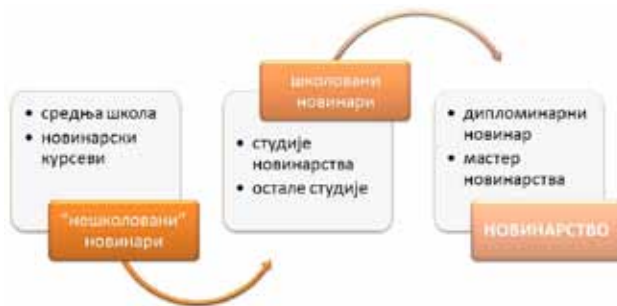 • средња школа
• новинарски
курсеви
"нешколовани"
новинари
школовани
новинари
• студије
новинарства
• остале студије
• дипломинарни
новинар
• мастер
новинарства
НОВИНАРСТВО